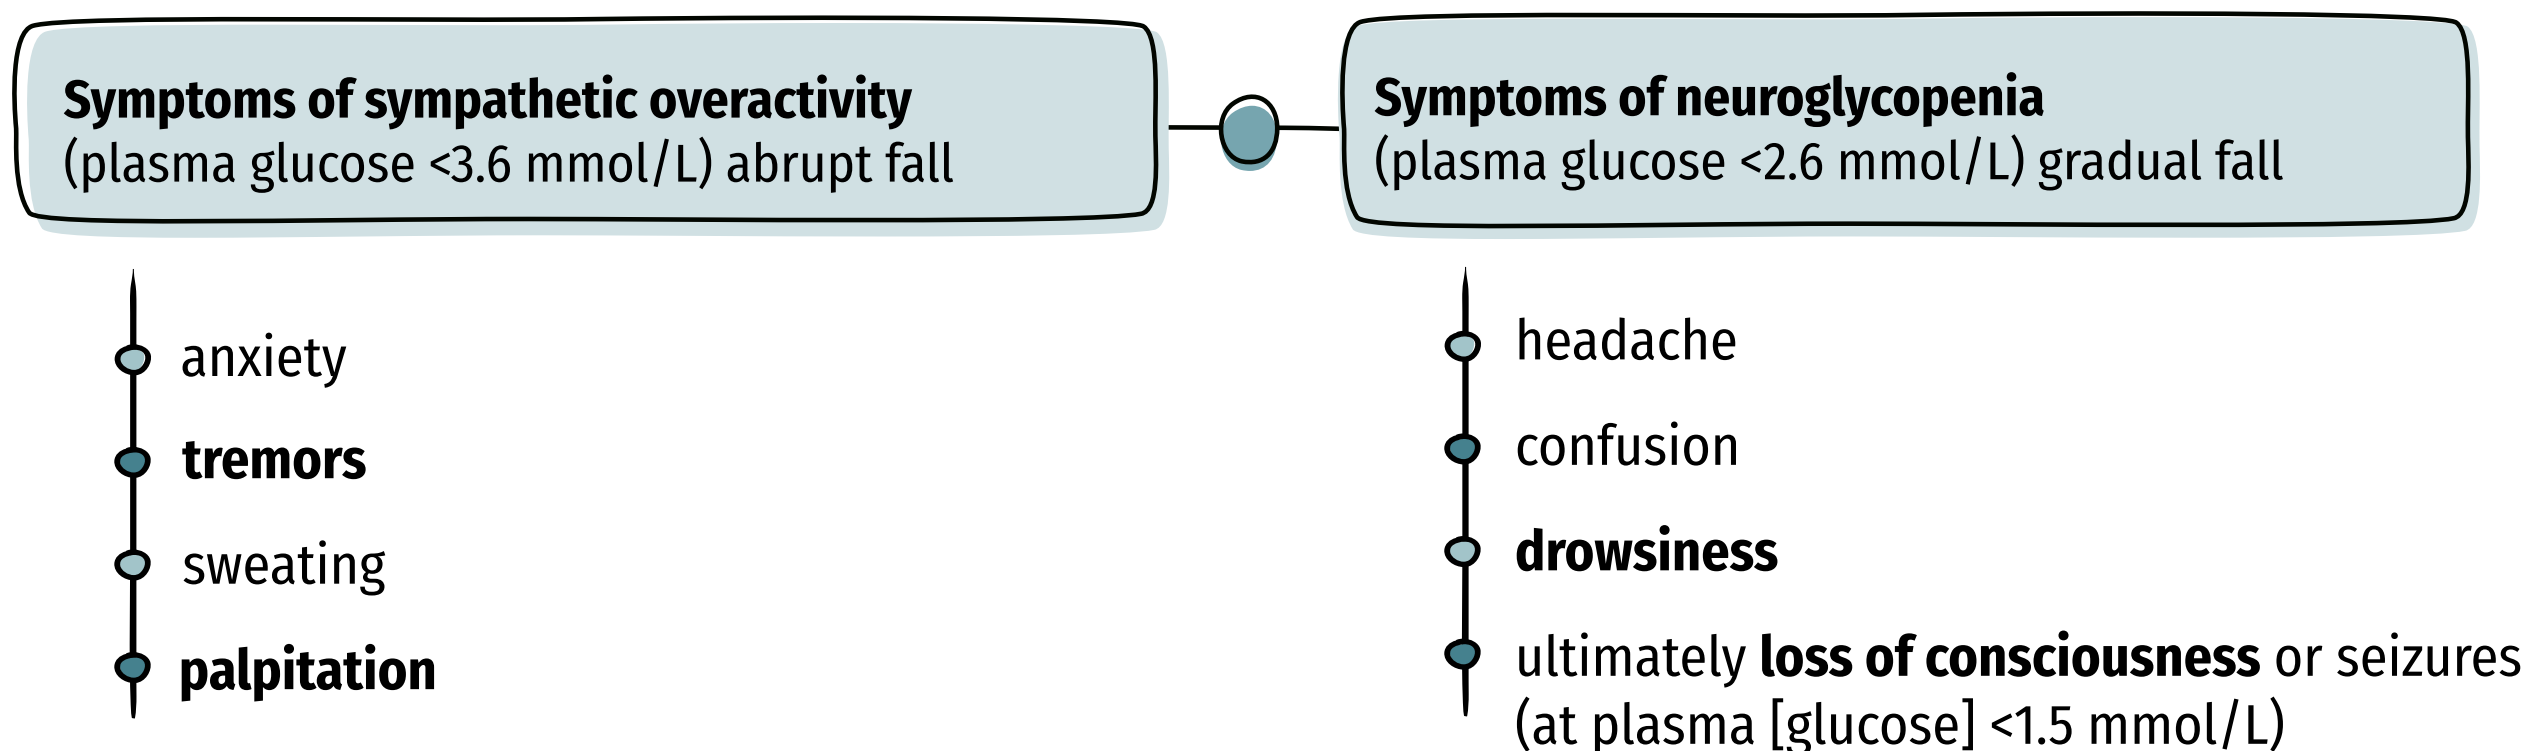 Symptoms of sympathetic overactivity
(plasma glucose <3.6 mmol/L) abrupt fall
anxiety
tremors
sweating
palpitation
Symptoms of neuroglycopenia
(plasma glucose <2.6 mmol/L) gradual fall
headache
confusion
drowsiness
ultimately loss of consciousness or seizures
(at plasma [glucose] <1.5 mmol/L)